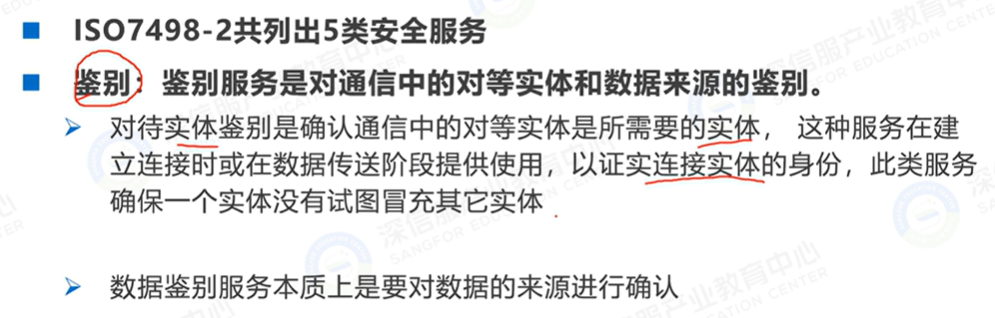 ISO7498-2共列出5类安全服务
鉴别：鉴别服务是对通信中的对等实体和数据来源的鉴别。
对待实体鉴别是确认通信中的对等实体是所需要的实体， 这种服务在建
立连接时或在数据传送阶段提供使用，以证实连接实体的身份，此类服务
确保一个实体没有试图冒充其它实体
数据鉴别服务本质上是要对数据的来源进行确认
深信服产业教育中心
SANGFOR EDUCATION CENTER